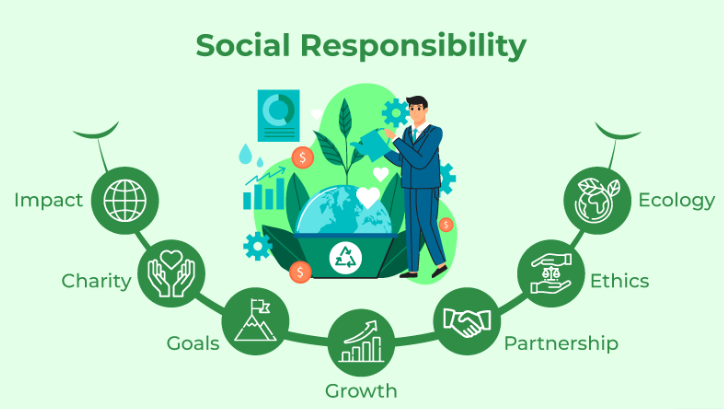 Social Responsibility
Impact
Charity
Goals
Growth
Partnership
Ethics
Ecology
$
$
$